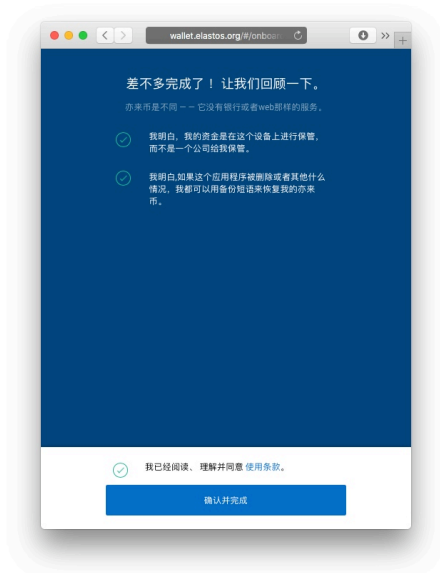 wallet.elastos.org/#/onboar
差不多完成了！ 让我们回顾一下。
亦来币是不同－－它没有银行或者web那样的服务。
我明白，我的资金是在这个设备上进行保管，
而不是一个公司给我保管。
我明白,如果这个应用程序被删除或者其他什么
情况，我都可以用备份短语来恢复我的亦来
币。
我已经阅读、 理解并同意 使用条款。
确认并完成